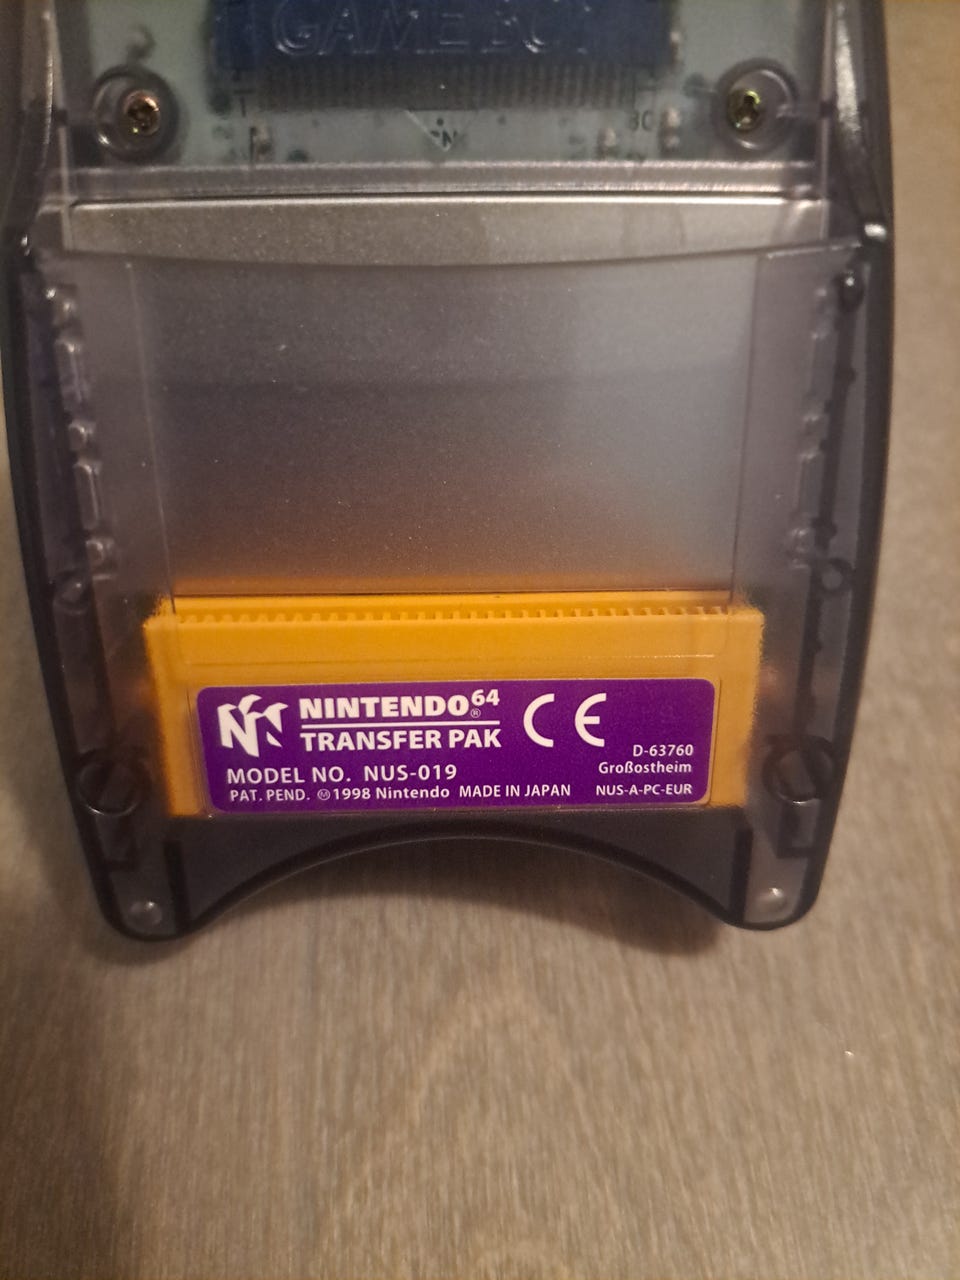 GAME BOY
N
NINTENDO64®
TRANSFER PAK
CE
MODEL NO. NUS-019
D-63760
Großostheim
PAT. PEND. Ⓜ1998 Nintendo MADE IN JAPAN
NUS-A-PC-EUR